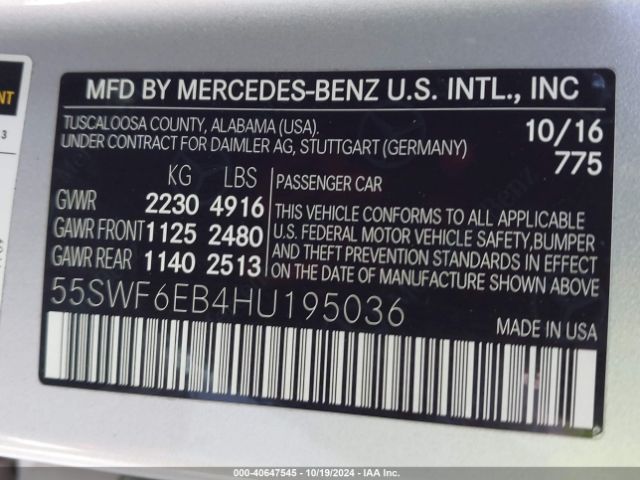 MFD BY MERCEDES-BENZ U.S. INTL., INC
TUSCALOOSA COUNTY, ALABAMA (USA). 10/16
UNDER CONTRACT FOR DAIMLER AG, STUTTGART (GERMANY) 775
KG LBS PASSENGER CAR
GWR 2230 4916
GAWR FRONT 1125 2480
GAWR REAR 1140 2513
THIS VEHICLE CONFORMS TO ALL APPLICABLE
U.S. FEDERAL MOTOR VEHICLE SAFETY, BUMPER
AND THEFT PREVENTION STANDARDS IN EFFECT
ON THE DATE OF MANUFACTURE SHOWN ABOVE.
55SWF6EB4HU195036 MADE IN USA
000-40647545 - 10/19/2024 - IAA Inc.